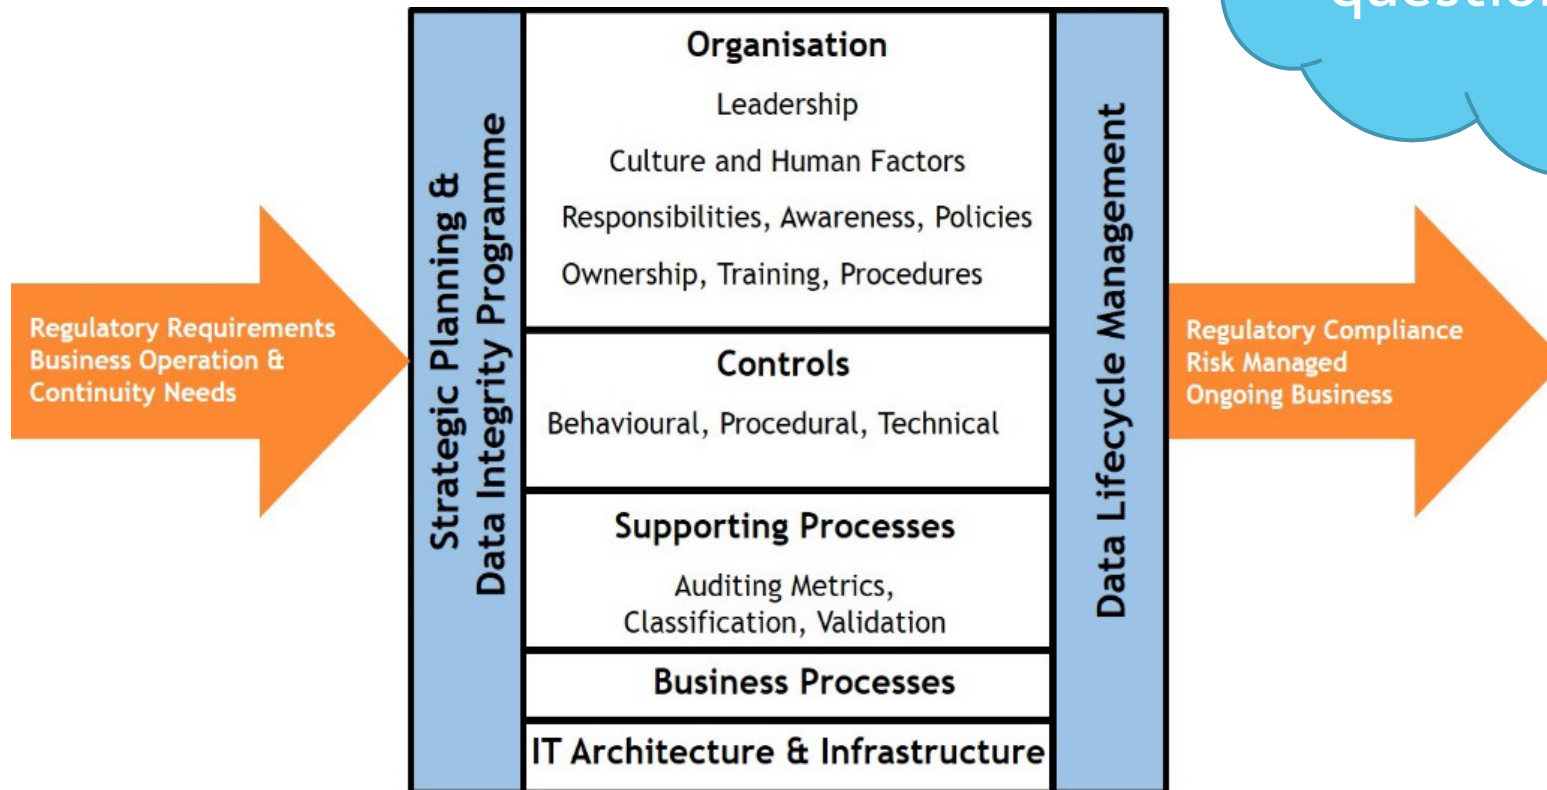 question
Regulatory Requirements
Business Operation &
Continuity Needs
Strategic Planning &
Data Integrity Programme
Organisation
Leadership
Culture and Human Factors
Responsibilities, Awareness, Policies
Ownership, Training, Procedures
Controls
Behavioural, Procedural, Technical
Supporting Processes
Auditing Metrics,
Classification, Validation
Business Processes
IT Architecture & Infrastructure
Data Lifecycle Management
Regulatory Compliance
Risk Managed
Ongoing Business